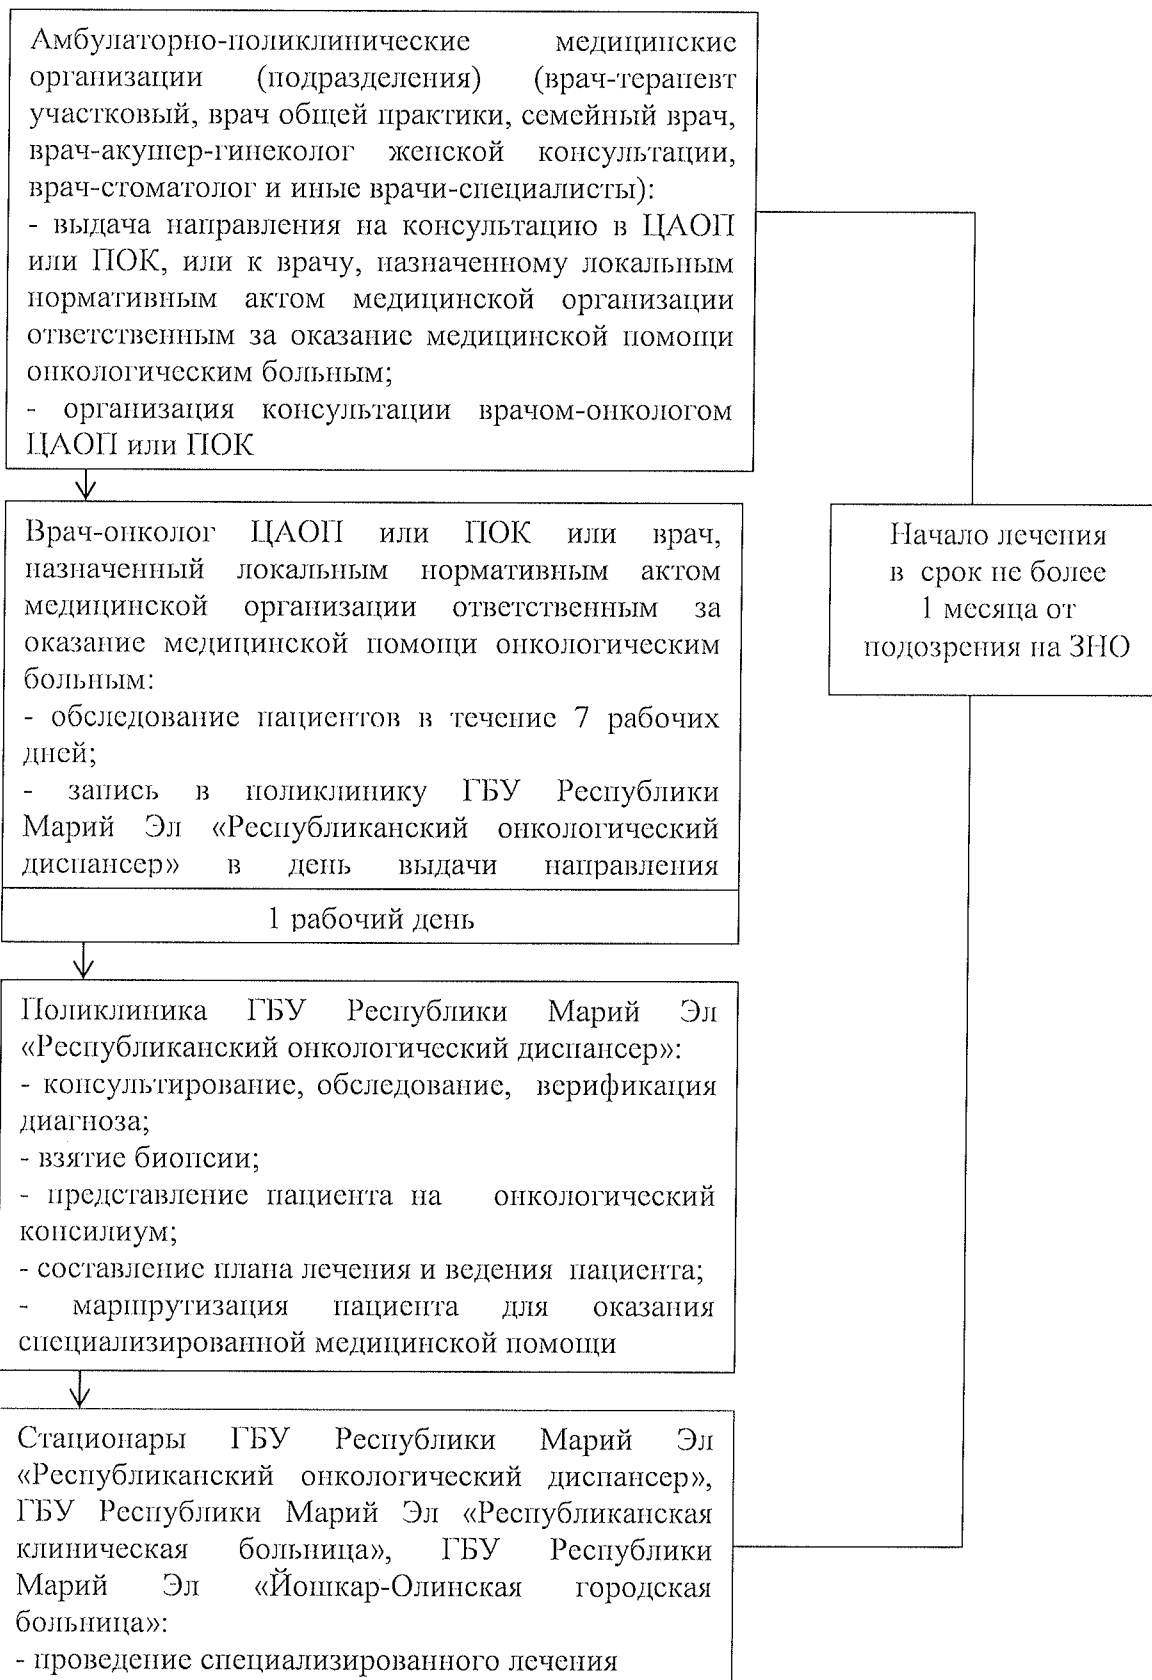 Амбулаторно-поликлинические медицинские
организации (подразделения) (врач-терапевт
участковый, врач общей практики, семейный врач,
врач-акушер-гинеколог женской консультации,
врач-стоматолог и иные врачи-специалисты):
- выдача направления на консультацию в ЦАОП
или ПОК, или к врачу, назначенному локальным
нормативным актом медицинской организации
ответственным за оказание медицинской помощи
онкологическим больным;
- организация консультации врачом-онкологом
ЦАОП или ПОК
Врач-онколог ЦАОП или ПОК или врач,
назначенный локальным нормативным актом
медицинской организации ответственным за
оказание медицинской помощи онкологическим
больным:
- обследование пациентов в течение 7 рабочих
дней;
- запись в поликлинику ГБУ Республики
Марий Эл «Республиканский онкологический
диспансер» в день выдачи направления
1 рабочий день
Начало лечения
в срок не более
1 месяца от
подозрения на ЗНО
Поликлиника ГБУ Республики Марий Эл
«Республиканский онкологический диспансер»:
- консультирование, обследование, верификация
диагноза;
- взятие биопсии;
- представление пациента на онкологический
консилиум;
- составление плана лечения и ведения пациента;
- маршрутизация пациента для оказания
специализированной медицинской помощи
Стационары ГБУ Республики Марий Эл
«Республиканский онкологический диспансер»,
ГБУ Республики Марий Эл «Республиканская
клиническая больница», ГБУ Республики
Марий Эл «Йошкар-Олинская городская
больница»:
- проведение специализированного лечения